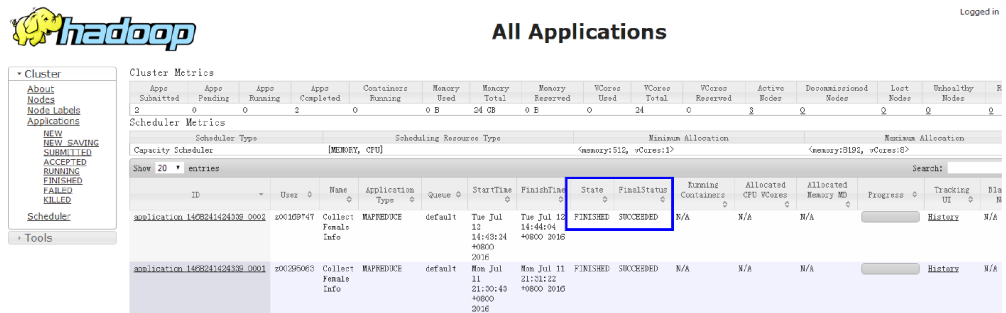 Logged in
hadoop
All Applications
Cluster
About
Nodes
Node Labels
Applications
NEW
NEW_SAVING
SUBMITTED
ACCEPTED
RUNNING
FINISHED
FAILED
KILLED
Scheduler
Tools
Cluster Metrics
Apps Submitted Apps Pending Apps Running Apps Completed Containers Running Memory Used Memory Total Memory Reserved VCores Used VCores Total VCores Reserved Active Nodes Decommissioned Nodes Lost Nodes Unhealthy Nodes R
2 0 0 2 0 0 B 24 GB 0 B 0 24 0 3 0 0 0 0
Scheduler Metrics
Scheduler Type Scheduling Resource Type Minimum Allocation Maximum Allocation
Capacity Scheduler [MEMORY, CPU] <memory:512, vCores:1> <memory:8192, vCores:8>
Show 20 entries Search:
ID User Name Application Type Queue StartTime FinishTime State FinalStatus Running Containers Allocated CPU VCores Allocated Memory MB Progress Tracking UI Bla N
application_1468241424339_0002 z00169747 Collect Female Info MAPREDUCE default Tue Jul 12 14:43:24 +0800 2016 Tue Jul 12 14:44:04 +0800 2016 FINISHED SUCCEEDED N/A N/A N/A History N/A
application_1468241424339_0001 z00295063 Collect Female Info MAPREDUCE default Mon Jul 11 21:30:43 +0800 2016 Mon Jul 11 21:31:22 +0800 2016 FINISHED SUCCEEDED N/A N/A N/A History N/A